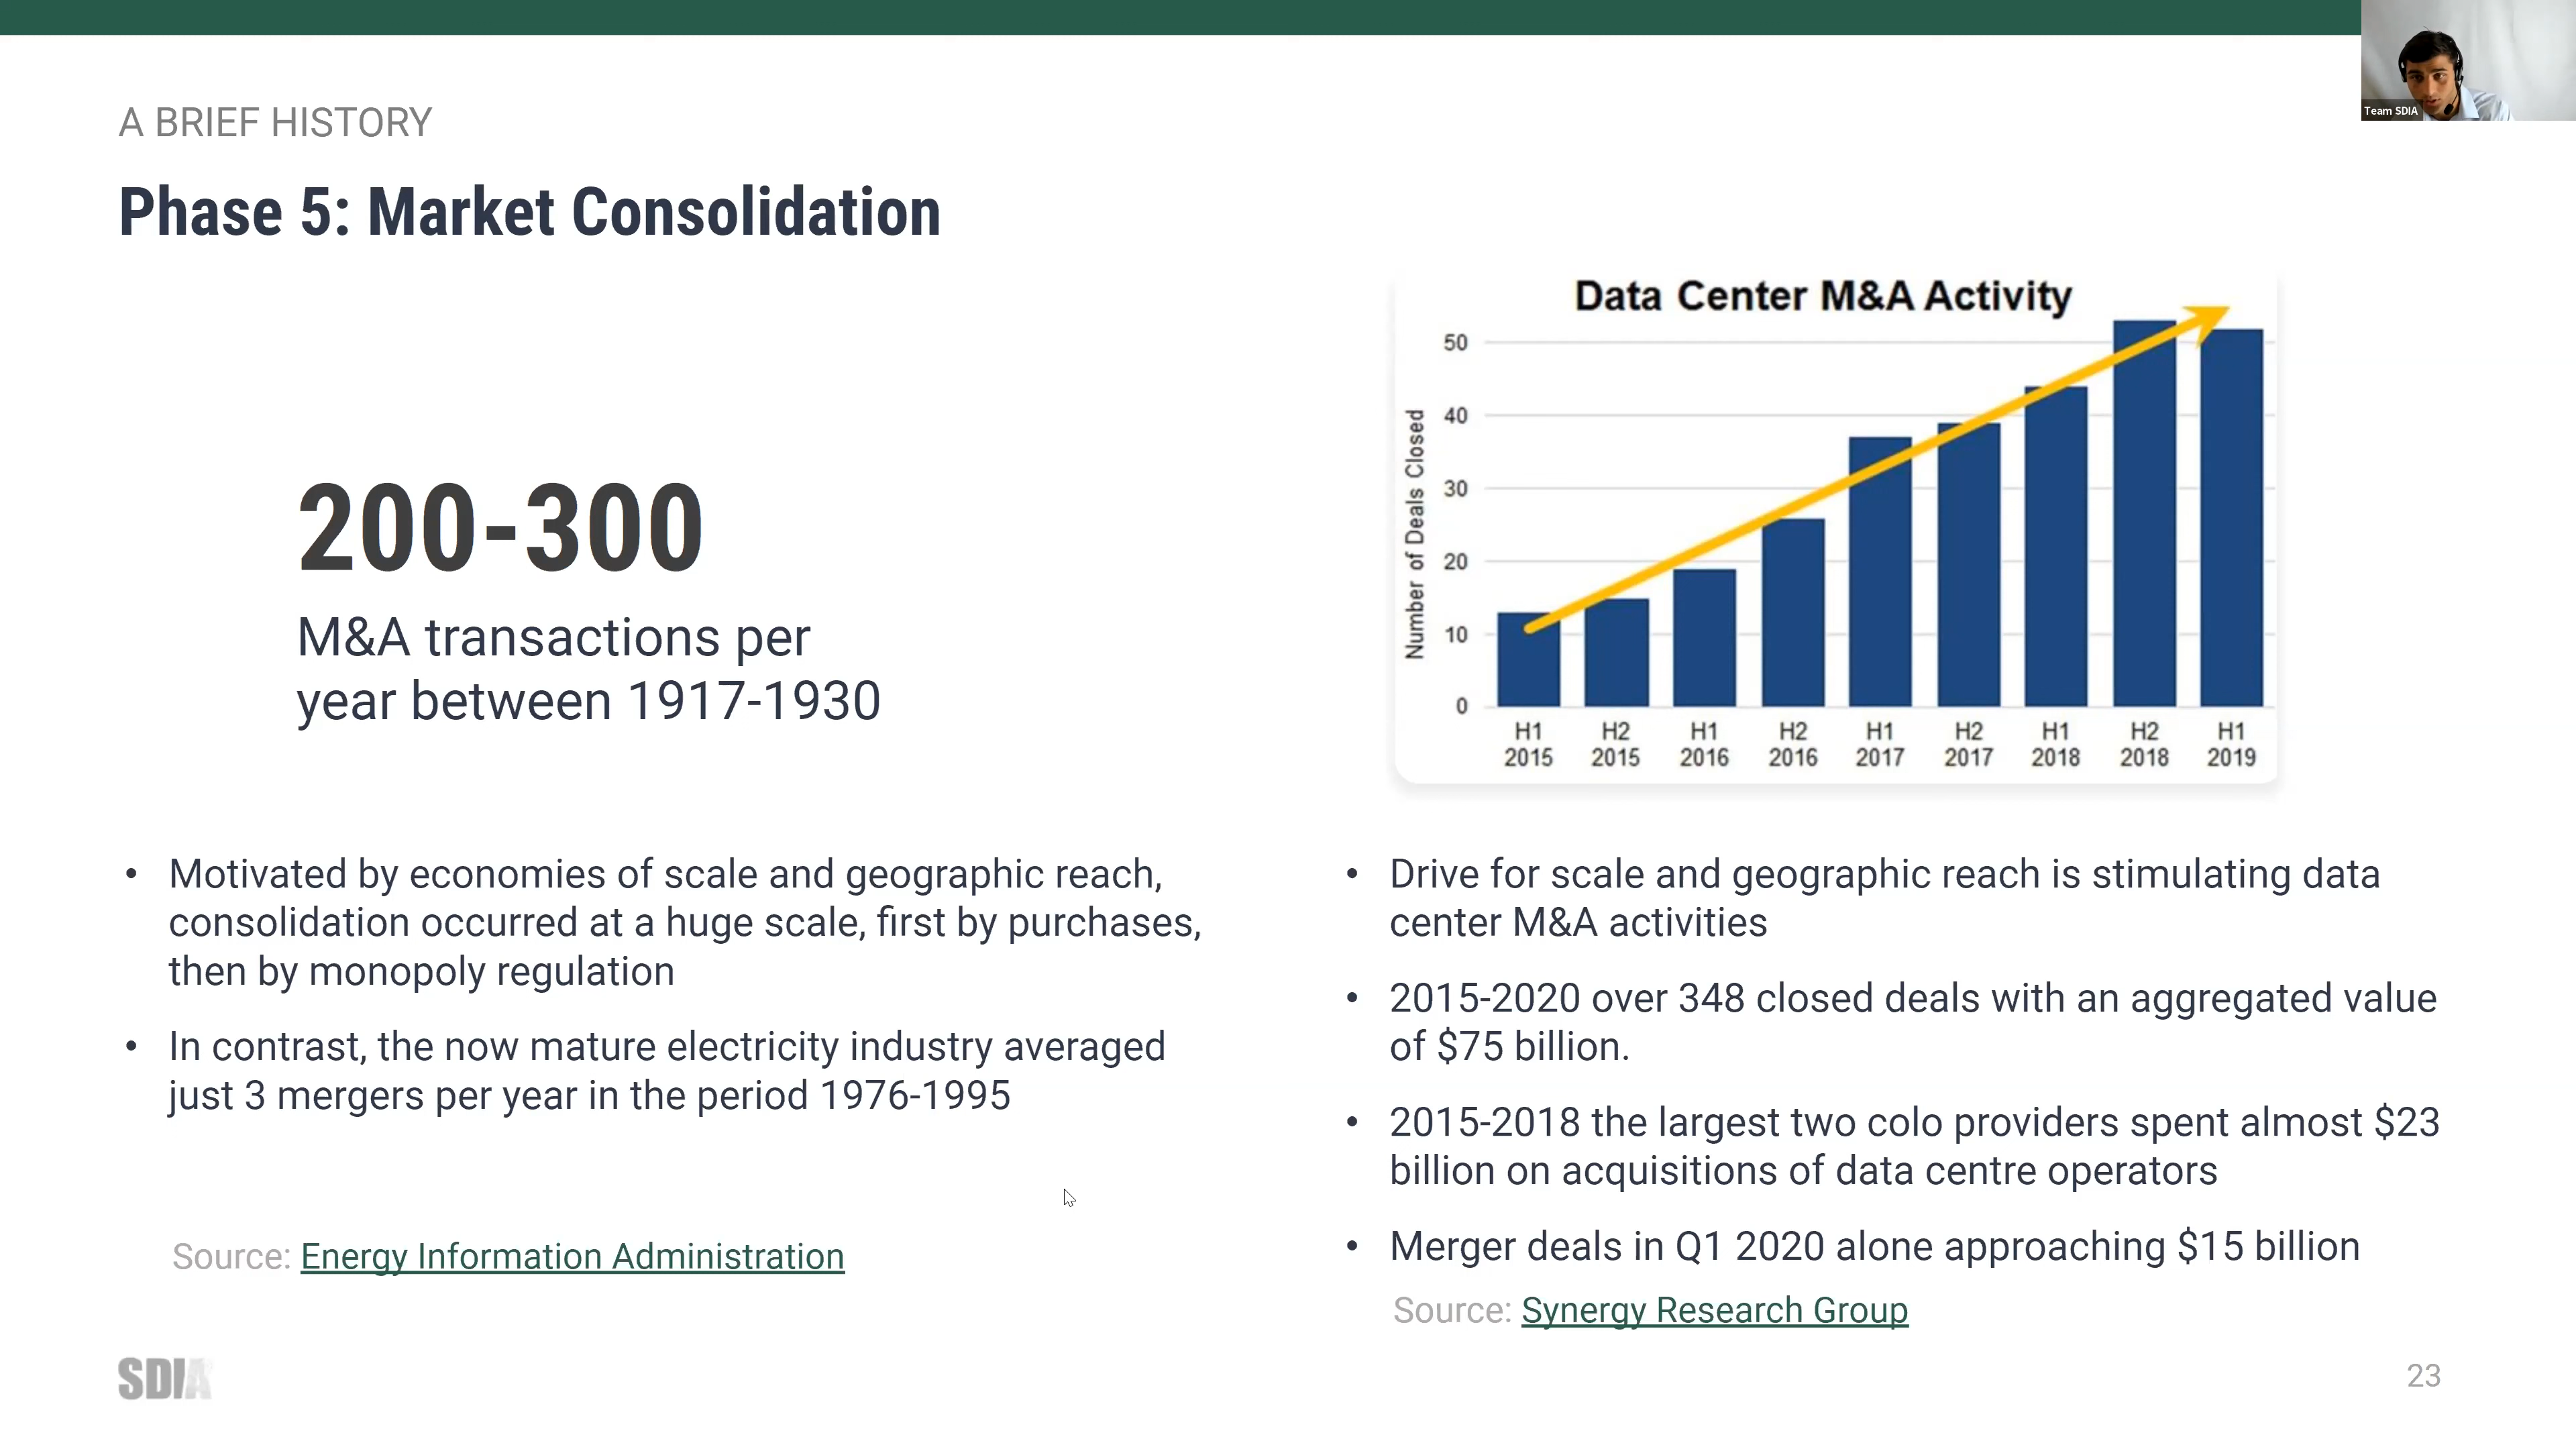 Team SDIA
A BRIEF HISTORY
Phase 5: Market Consolidation
200-300
M&A transactions per
year between 1917-1930
• Motivated by economies of scale and geographic reach,
consolidation occurred at a huge scale, first by purchases,
then by monopoly regulation
• In contrast, the now mature electricity industry averaged
just 3 mergers per year in the period 1976-1995
Source: Energy Information Administration
Data Center M&A Activity
Number of Deals Closed
50
40
30
20
10
0
H1 H2 H1 H2 H1 H2 H1 H2 H1
2015 2015 2016 2016 2017 2017 2018 2018 2019
• Drive for scale and geographic reach is stimulating data
center M&A activities
• 2015-2020 over 348 closed deals with an aggregated value
of $75 billion.
• 2015-2018 the largest two colo providers spent almost $23
billion on acquisitions of data centre operators
• Merger deals in Q1 2020 alone approaching $15 billion
Source: Synergy Research Group
SDIA
23